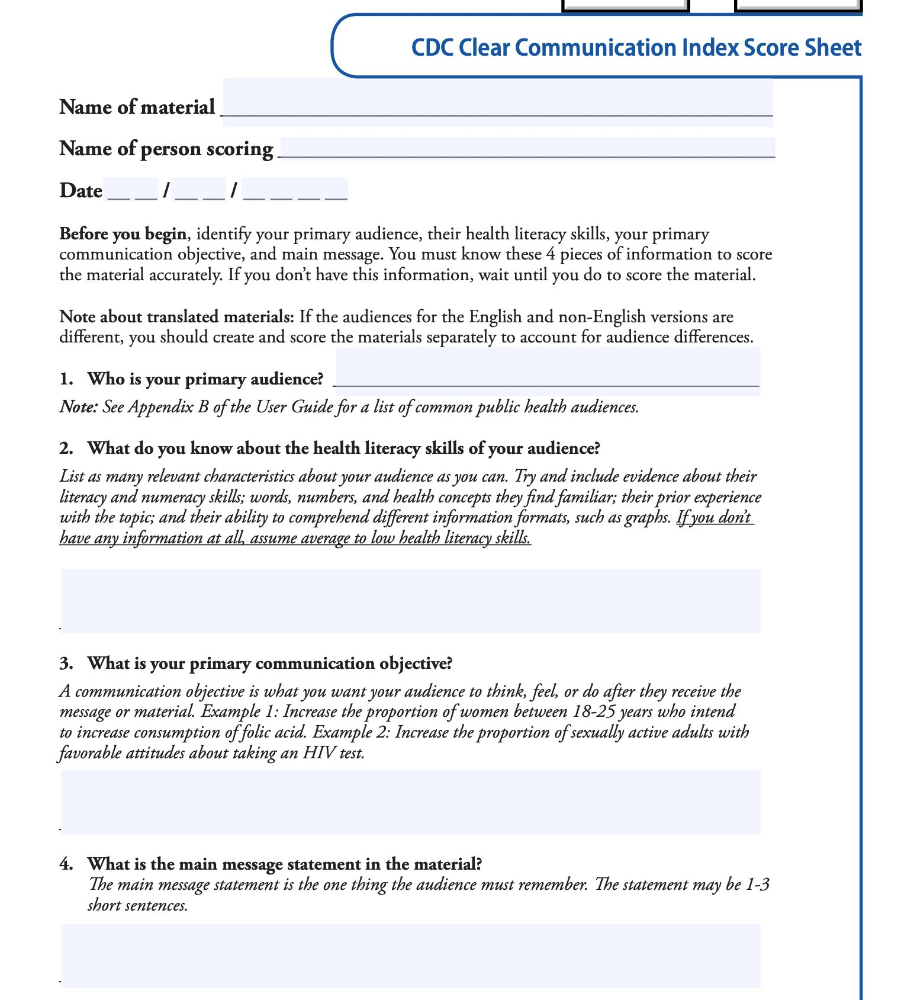 CDC Clear Communication Index Score Sheet
Name of material ____________________
Name of person scoring ____________________
Date __ __ / __ __ / __ __ __ __
Before you begin, identify your primary audience, their health literacy skills, your primary
communication objective, and main message. You must know these 4 pieces of information to score
the material accurately. If you don’t have this information, wait until you do to score the material.
Note about translated materials: If the audiences for the English and non-English versions are
different, you should create and score the materials separately to account for audience differences.
1. Who is your primary audience? ____________________
Note: See Appendix B of the User Guide for a list of common public health audiences.
2. What do you know about the health literacy skills of your audience?
List as many relevant characteristics about your audience as you can. Try and include evidence about their
literacy and numeracy skills; words, numbers, and health concepts they find familiar; their prior experience
with the topic; and their ability to comprehend different information formats, such as graphs. If you don’t
have any information at all, assume average to low health literacy skills.
3. What is your primary communication objective?
A communication objective is what you want your audience to think, feel, or do after they receive the
message or material. Example 1: Increase the proportion of women between 18-25 years who intend
to increase consumption of folic acid. Example 2: Increase the proportion of sexually active adults with
favorable attitudes about taking an HIV test.
4. What is the main message statement in the material?
The main message statement is the one thing the audience must remember. The statement may be 1-3
short sentences.